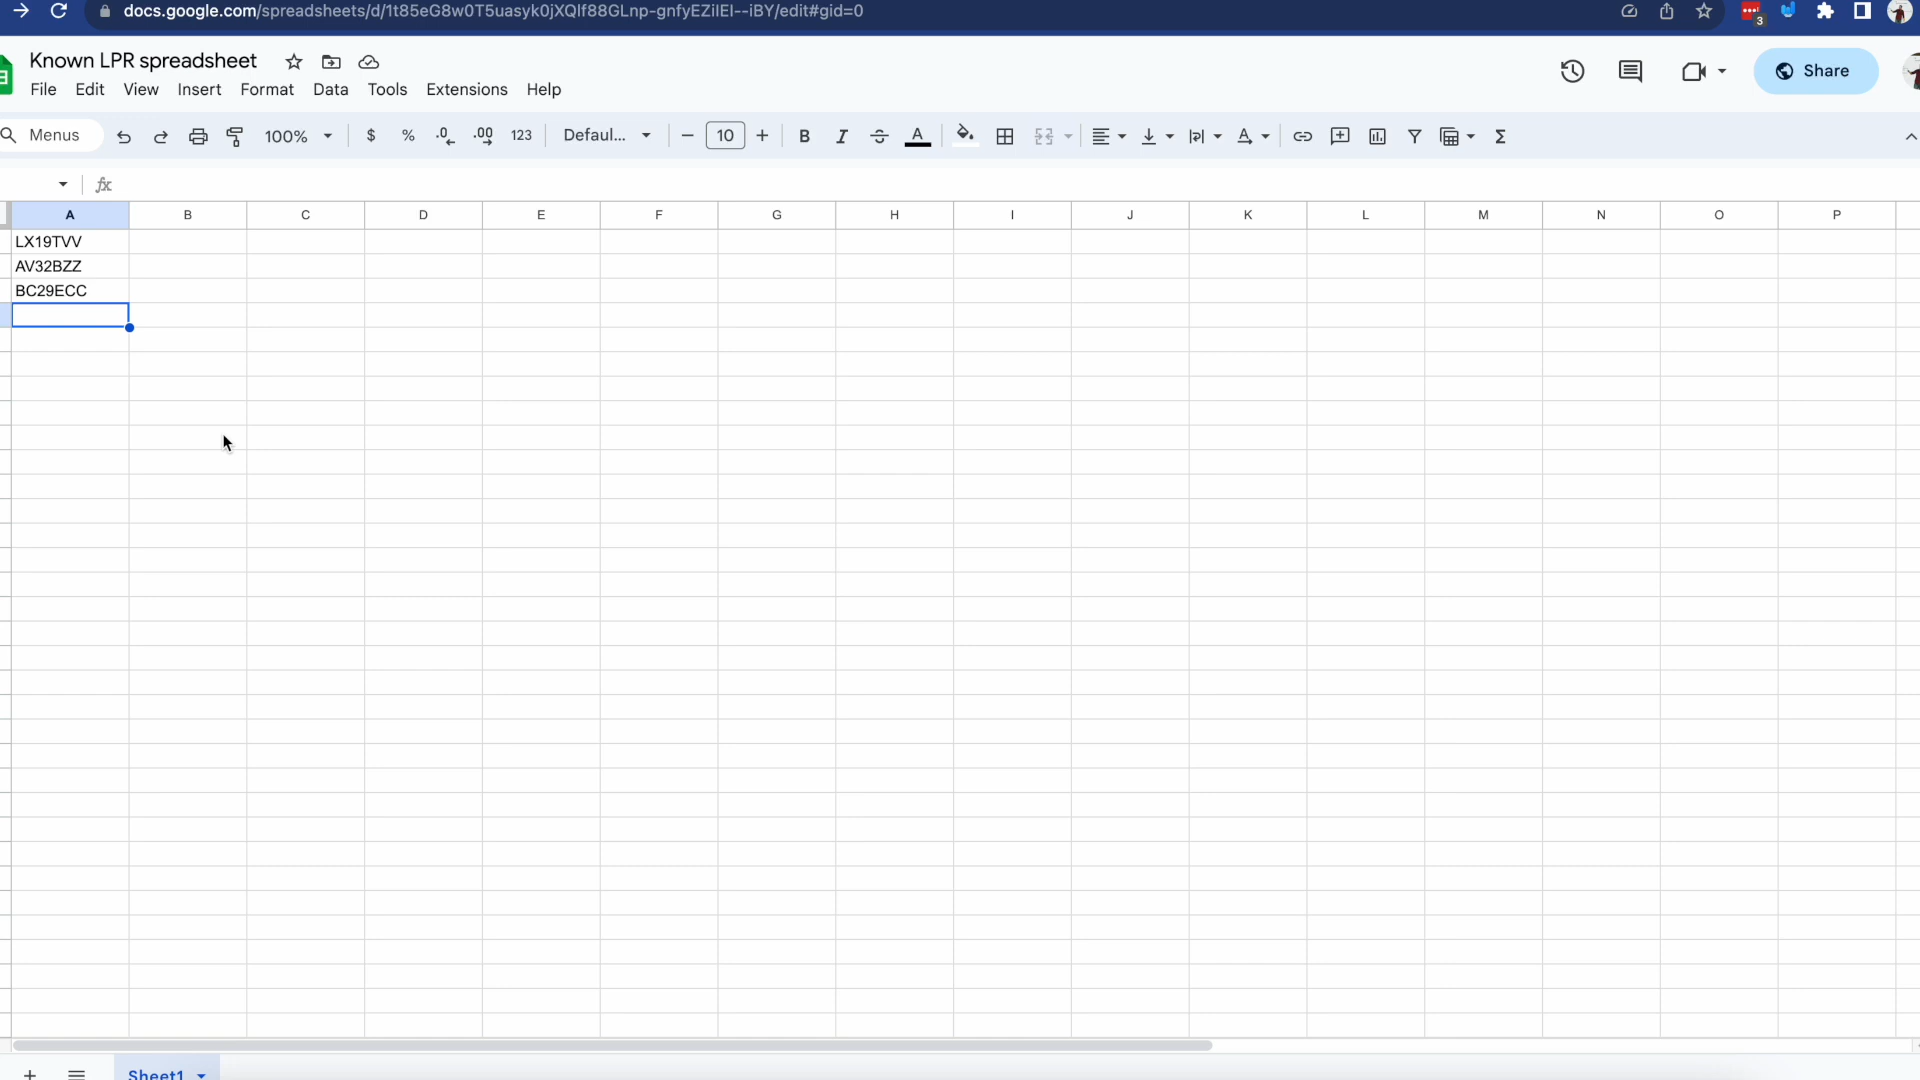 docs.google.com/spreadsheets/d/1t85eG8w0T5uasyk0jXQlf88GLnp-gnfyEZilEI--iBY/edit#gid=0
3
Known LPR spreadsheet
File Edit View Insert Format Data Tools Extensions Help
Share
Menus 100% $ % .0 .00 123 Defaul... 10 B I A A Σ
fx
A B C D E F G H I J K L M N O P
LX19TVV
AV32BZZ
BC29ECC
Sheet1